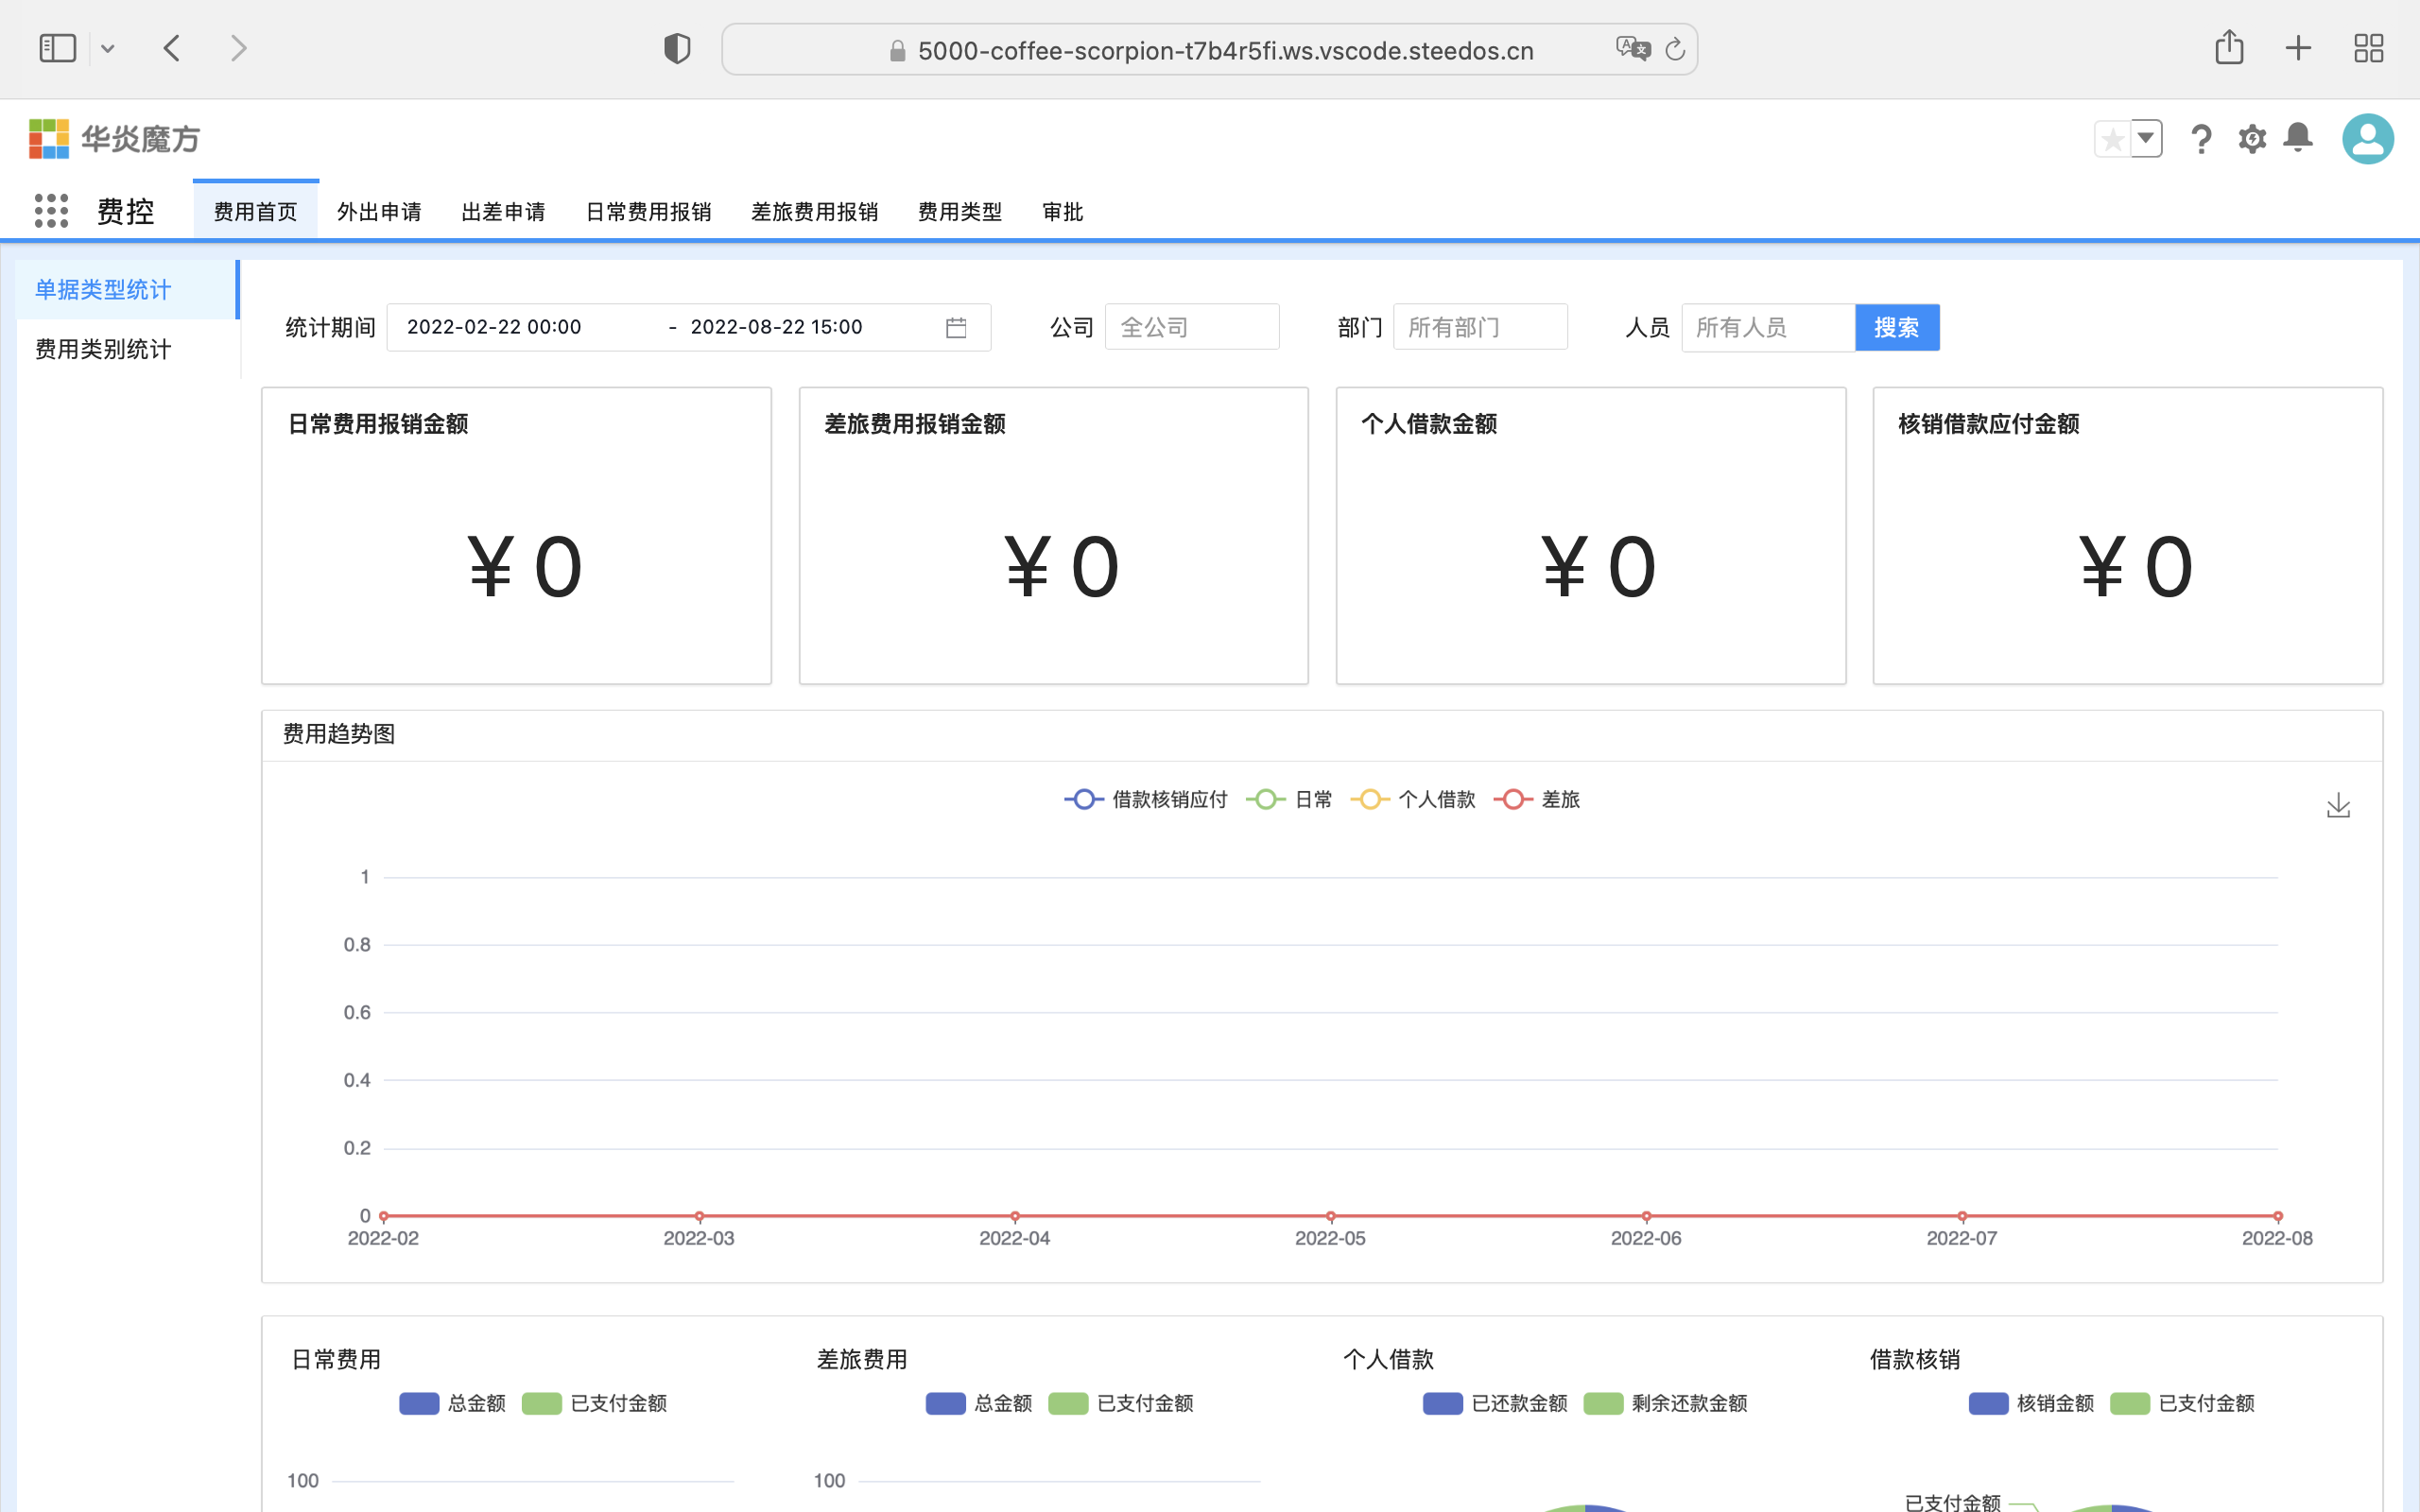 5000-coffee-scorpion-t7b4r5fi.ws.vscode.steedos.cn
华炎魔方
费控 费用首页 外出申请 出差申请 日常费用报销 差旅费用报销 费用类型 审批
单据类型统计
费用类别统计
统计期间 2022-02-22 00:00 - 2022-08-22 15:00 公司 全公司 部门 所有部门 人员 所有人员 搜索
日常费用报销金额 差旅费用报销金额 个人借款金额 核销借款应付金额
¥ 0 ¥ 0 ¥ 0 ¥ 0
费用趋势图
借款核销应付 日常 个人借款 差旅
1
0.8
0.6
0.4
0.2
0
2022-02 2022-03 2022-04 2022-05 2022-06 2022-07 2022-08
日常费用 差旅费用 个人借款 借款核销
总金额 已支付金额 总金额 已支付金额 已还款金额 剩余还款金额 核销金额 已支付金额
100 100
已支付金额